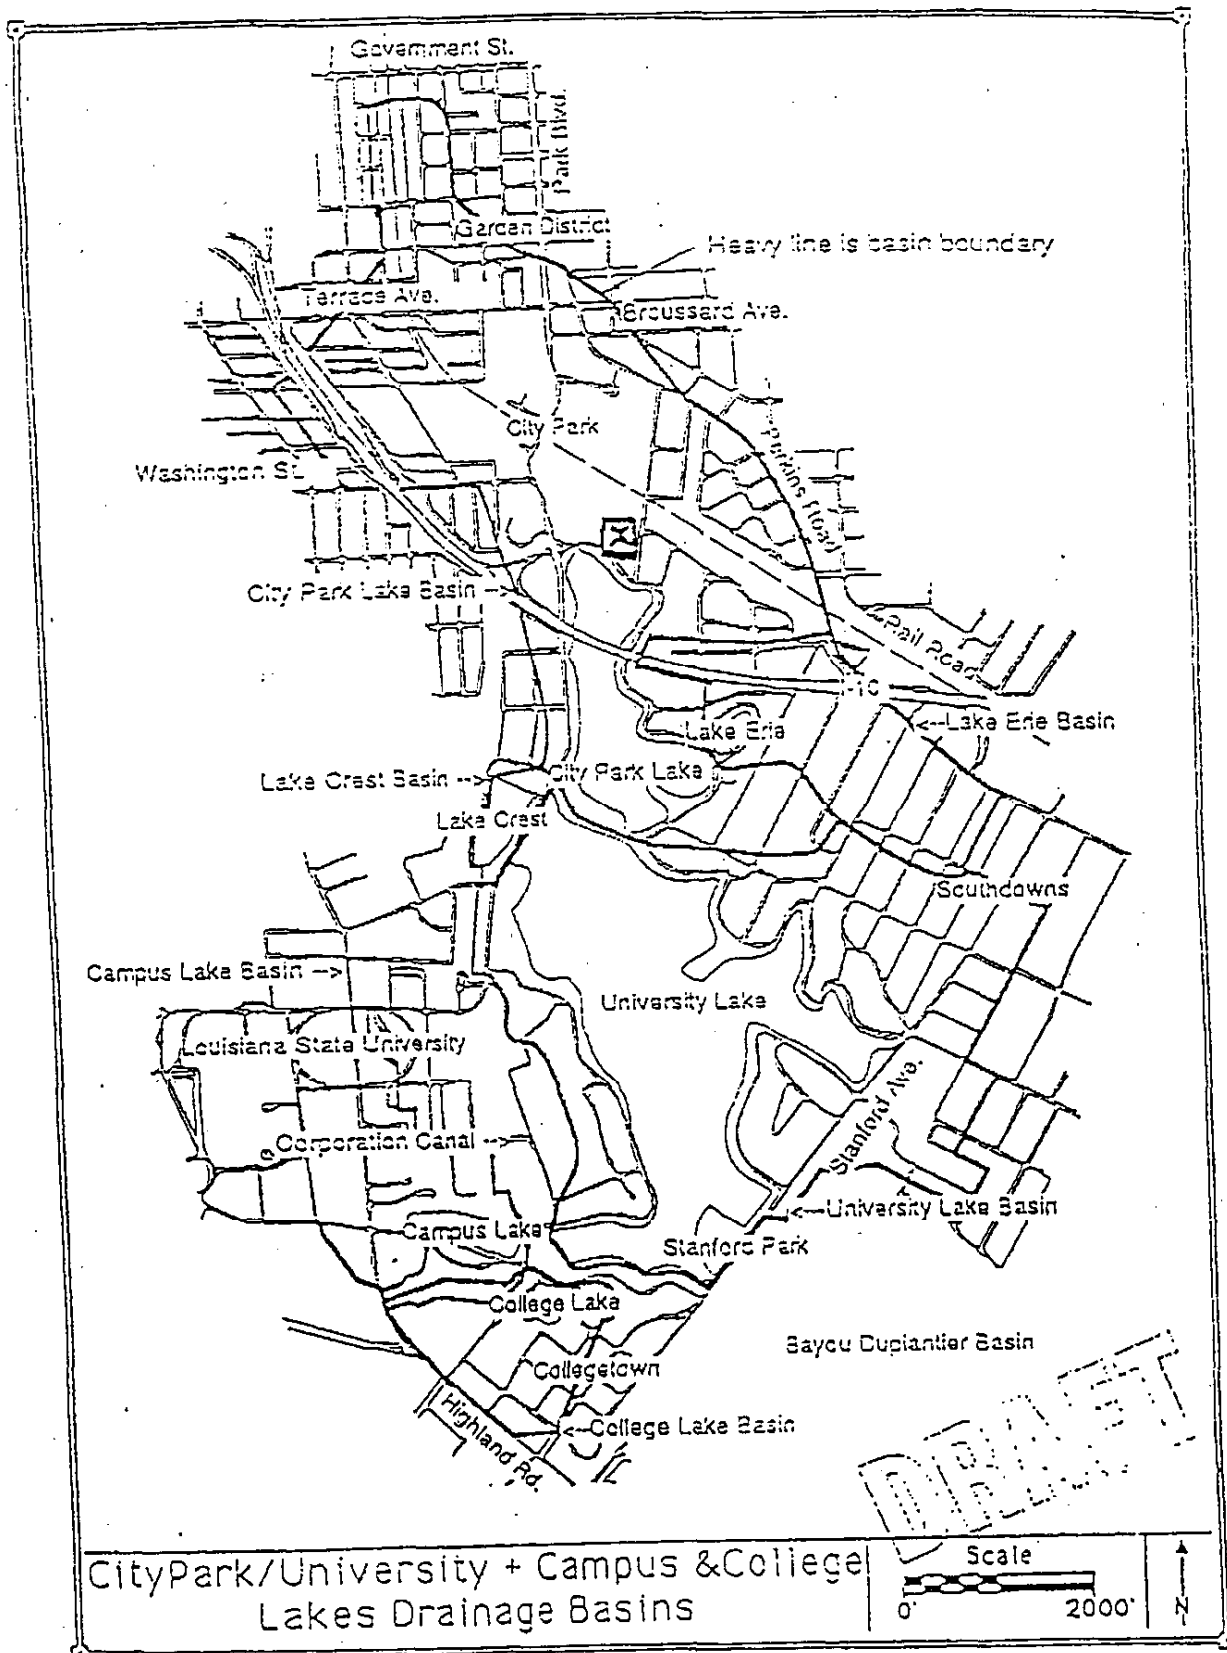 Government St.
Park Blvd.
Garden District
Heavy line is basin boundary
Terrace Ave.
Broussard Ave.
City Park
Perkins Road
Washington St.
City Park Lake Basin -->
Rail Road
I-10
Lake Erie
<--Lake Erie Basin
Lake Crest Basin -->
City Park Lake
Lake Crest
Southdowns
Campus Lake Basin -->
University Lake
Louisiana State University
Stanford Ave.
Corporation Canal -->
<--University Lake Basin
Campus Lake
Stanford Park
College Lake
Bayou Duplantier Basin
Collegetown
Highland Rd.
<--College Lake Basin
DRAFT
CityPark/University + Campus &College
Lakes Drainage Basins
Scale
0' 2000'
N